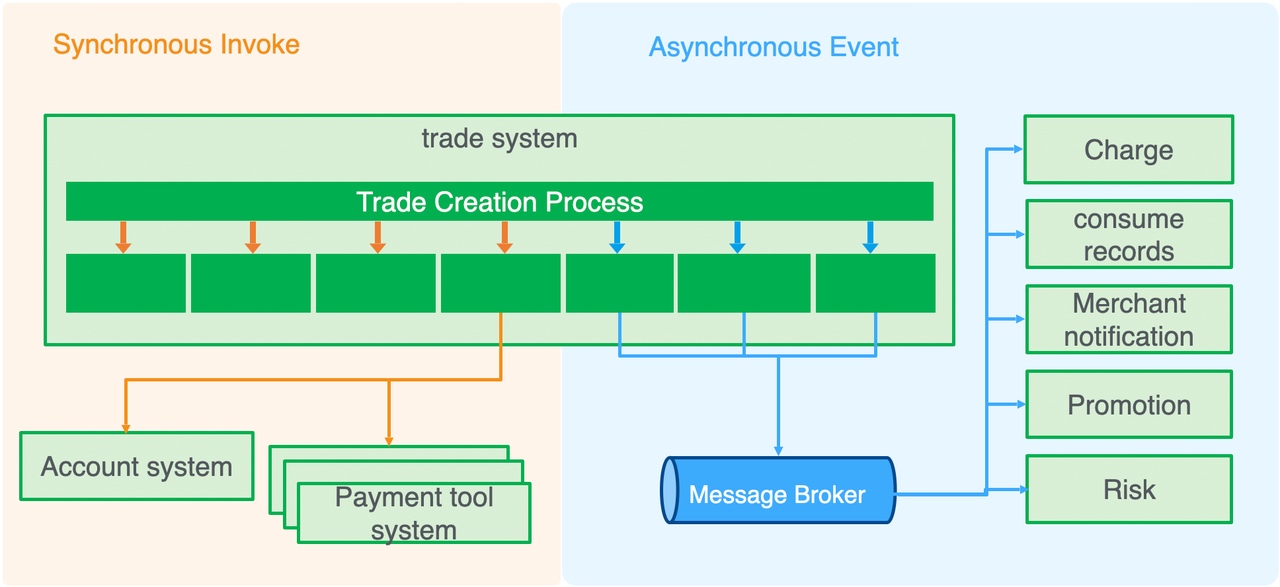 Synchronous Invoke
Asynchronous Event
trade system
Trade Creation Process
Charge
consume
records
Merchant
notification
Promotion
Risk
Account system
Payment tool
system
Message Broker